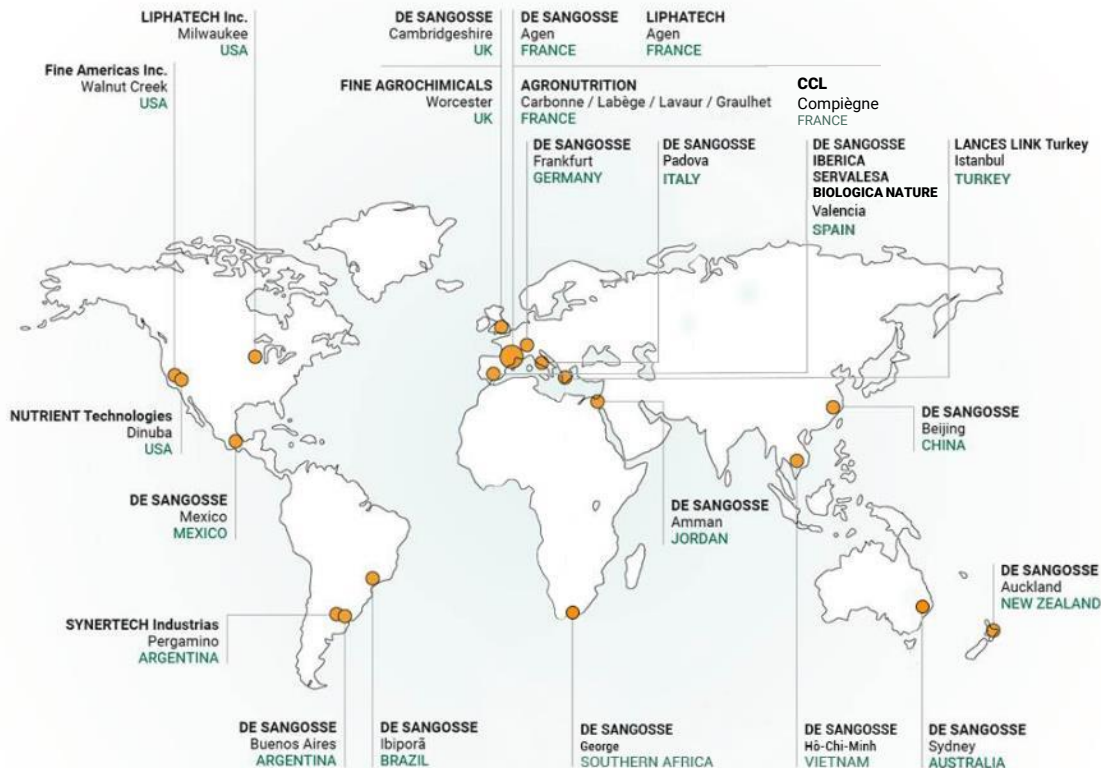 LIPHATECH Inc.
Milwaukee
USA
DE SANGOSSE
Cambridgeshire
UK
DE SANGOSSE
Agen
FRANCE
LIPHATECH
Agen
FRANCE
Fine Americas Inc.
Walnut Creek
USA
FINE AGROCHIMICALS
Worcester
UK
AGRONUTRITION
Carbonne / Labège / Lavaur / Graulhet
FRANCE
CCL
Compiègne
FRANCE
DE SANGOSSE
Frankfurt
GERMANY
DE SANGOSSE
Padova
ITALY
DE SANGOSSE
IBERICA
SERVALESA
BIOLOGICA NATURE
Valencia
SPAIN
LANCES LINK Turkey
Istanbul
TURKEY
NUTRIENT Technologies
Dinuba
USA
DE SANGOSSE
Beijing
CHINA
DE SANGOSSE
Mexico
MEXICO
DE SANGOSSE
Amman
JORDAN
DE SANGOSSE
Auckland
NEW ZEALAND
SYNERTECH Industrias
Pergamino
ARGENTINA
DE SANGOSSE
Buenos Aires
ARGENTINA
DE SANGOSSE
Ibiporã
BRAZIL
DE SANGOSSE
George
SOUTHERN AFRICA
DE SANGOSSE
Hô-Chi-Minh
VIETNAM
DE SANGOSSE
Sydney
AUSTRALIA